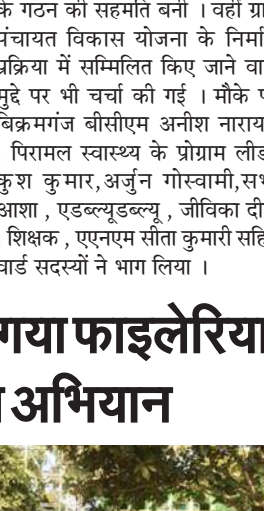 के गठन की सहमति बनी । वहीं ग्रा
पंचायत विकास योजना के निर्मा
प्रक्रिया में सम्मिलित किए जाने वा
मुद्दे पर भी चर्चा की गई । मौके प
बिक्रमगंज बीसीएम अनीश नाराय
पिरामल स्वास्थ्य के प्रोग्राम लीड
कुश कुमार,अर्जुन गोस्वामी,सभ
आशा , एडब्ल्यूडब्ल्यू , जीविका दी
शिक्षक , एएनएम सीता कुमारी सहि
वार्ड सदस्यों ने भाग लिया ।
गया फाइलेरिया
अभियान